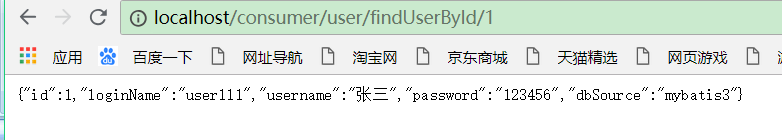 localhost/consumer/user/findUserById/1
应用 百度一下 网址导航 淘宝网 京东商城 天猫精选 网页游戏
{"id":1,"loginName":"user111","username":"张三","password":"123456","dbSource":"mybatis3"}